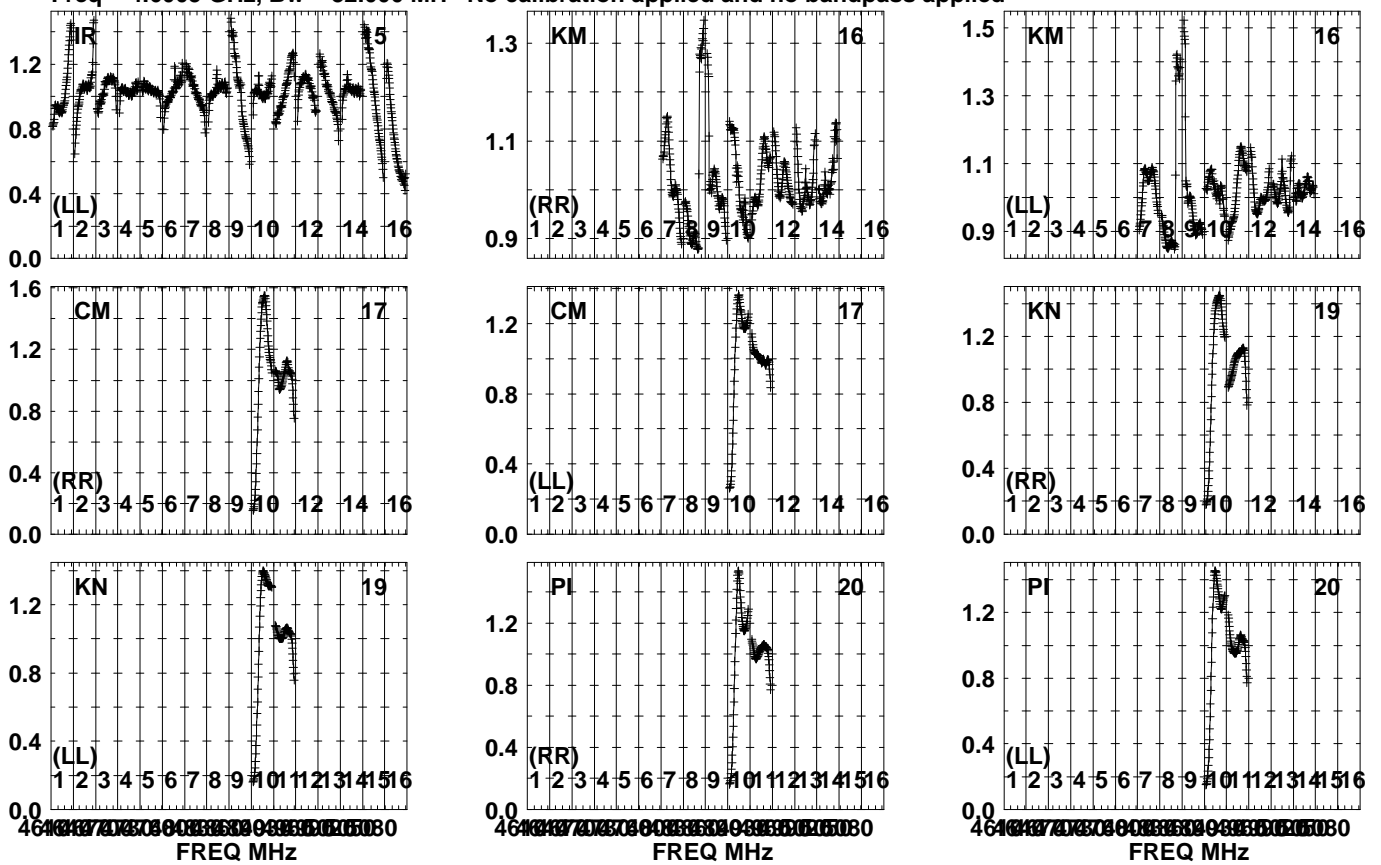 IR 15
1.2
0.8
0.4
0.0
(LL)
1 2 3 4 5 6 7 8 9 10 12 14 16
KM 16
1.3
1.1
0.9
(RR)
1 2 3 4 5 6 7 8 9 10 12 14 16
KM 16
1.5
1.3
1.1
0.9
(LL)
1 2 3 4 5 6 7 8 9 10 12 14 16
CM 17
1.6
1.2
0.8
0.4
0.0
(RR)
1 2 3 4 5 6 7 8 9 10 12 14 16
CM 17
1.2
0.8
0.4
0.0
(LL)
1 2 3 4 5 6 7 8 9 10 12 14 16
KN 19
1.2
0.8
0.4
0.0
(RR)
1 2 3 4 5 6 7 8 9 10 12 14 16
KN 19
1.2
0.8
0.4
0.0
(LL)
1 2 3 4 5 6 7 8 9 10 11 12 13 14 15 16
FREQ MHz
PI 20
1.2
0.8
0.4
0.0
(RR)
1 2 3 4 5 6 7 8 9 10 11 12 13 14 15 16
FREQ MHz
PI 20
1.2
0.8
0.4
0.0
(LL)
1 2 3 4 5 6 7 8 9 10 11 12 13 14 15 16
FREQ MHz